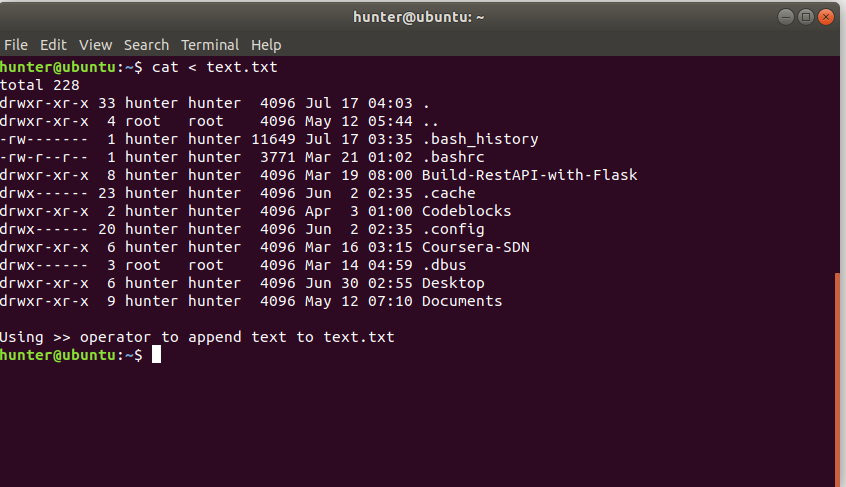 hunter@ubuntu: ~
File Edit View Search Terminal Help
hunter@ubuntu:~$ cat < text.txt
total 228
drwxr-xr-x 33 hunter hunter  4096 Jul 17 04:03 .
drwxr-xr-x  4 root   root    4096 May 12 05:44 ..
-rw-------  1 hunter hunter 11649 Jul 17 03:35 .bash_history
-rw-r--r--  1 hunter hunter  3771 Mar 21 01:02 .bashrc
drwxr-xr-x  8 hunter hunter  4096 Mar 19 08:00 Build-RestAPI-with-Flask
drwx------ 23 hunter hunter  4096 Jun  2 02:35 .cache
drwxr-xr-x  2 hunter hunter  4096 Apr  3 01:00 Codeblocks
drwx------ 20 hunter hunter  4096 Jun  2 02:35 .config
drwxr-xr-x  6 hunter hunter  4096 Mar 16 03:15 Coursera-SDN
drwx------  3 root   root    4096 Mar 14 04:59 .dbus
drwxr-xr-x  6 hunter hunter  4096 Jun 30 02:55 Desktop
drwxr-xr-x  9 hunter hunter  4096 May 12 07:10 Documents
Using >> operator to append text to text.txt
hunter@ubuntu:~$